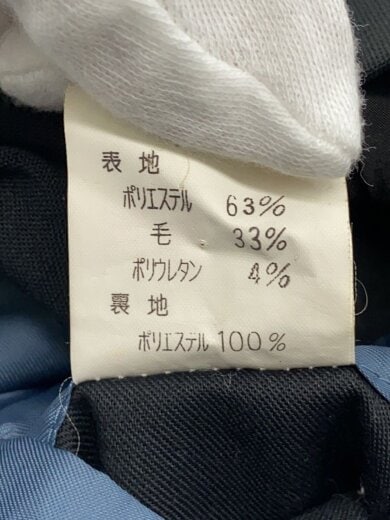 表地
ポリエステル 63%
毛 33%
ポリウレタン 4%
裏地
ポリエステル 100%